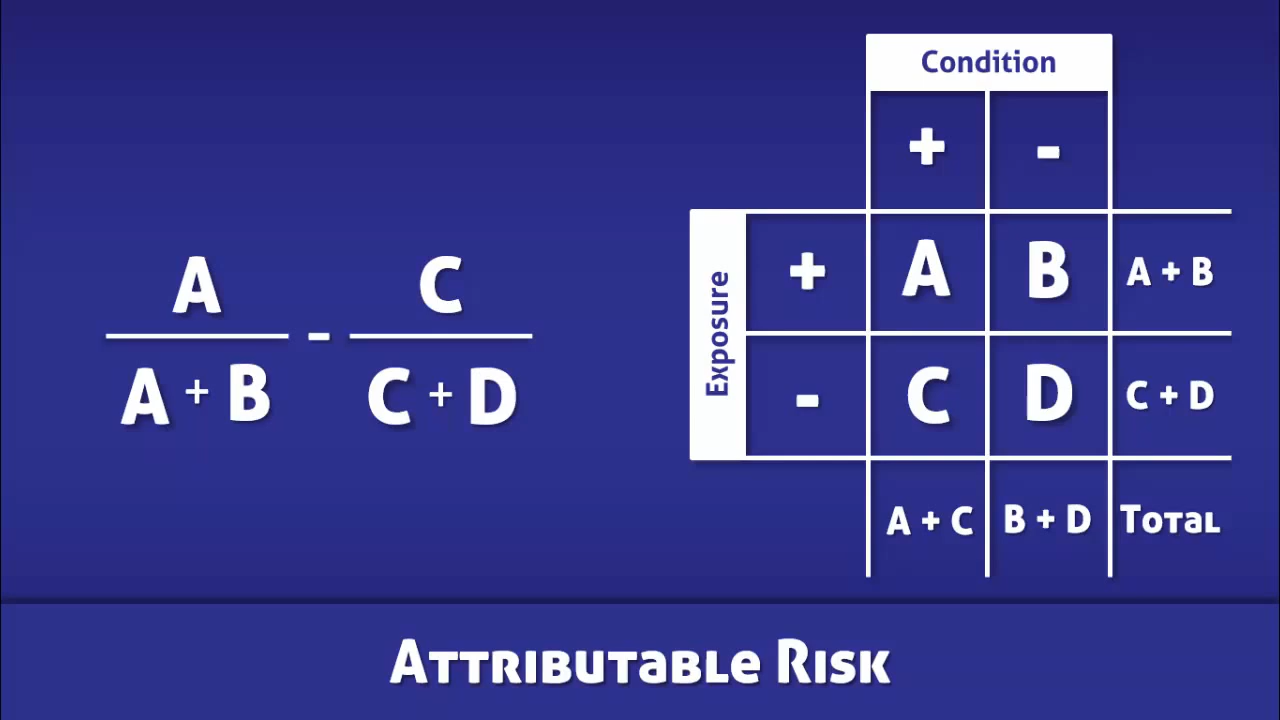 Condition
+ -
A
A + B
-
C
C + D
Exposure
+ A B A + B
- C D C + D
A + C B + D Total
Attributable Risk